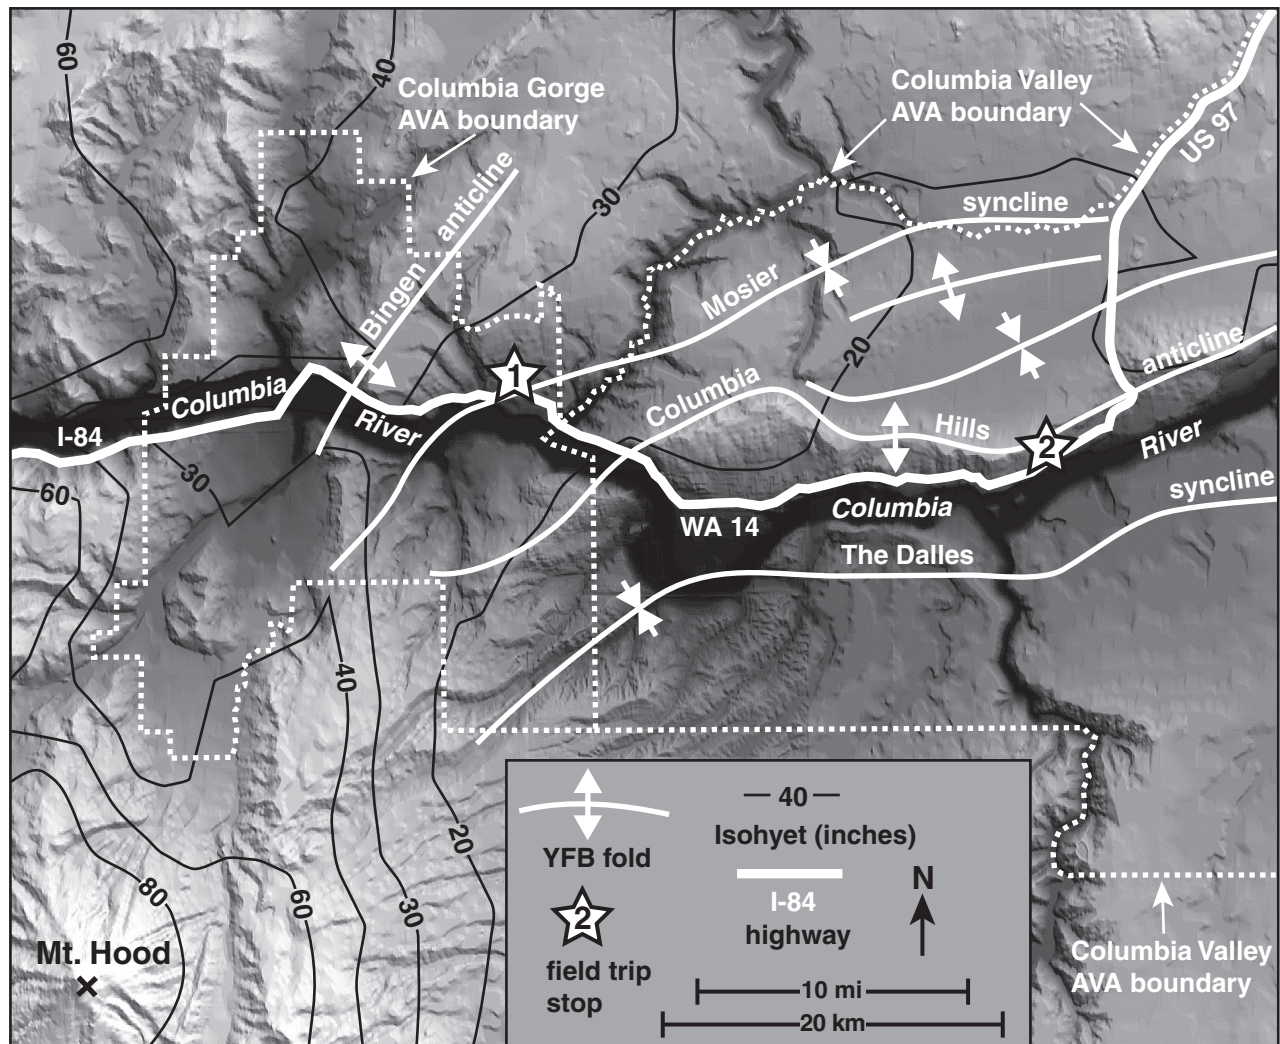 60
40
Columbia Gorge
AVA boundary
Columbia Valley
AVA boundary
US 97
anticline
30
syncline
Bingen
Mosier
20
anticline
1
Columbia
Columbia
Hills
I-84
River
2
River
30
60
syncline
WA 14
Columbia
The Dalles
40
20
80
60
30
Mt. Hood
40
Isohyet (inches)
YFB fold
2
I-84
highway
N
field trip
stop
10 mi
20 km
Columbia Valley
AVA boundary